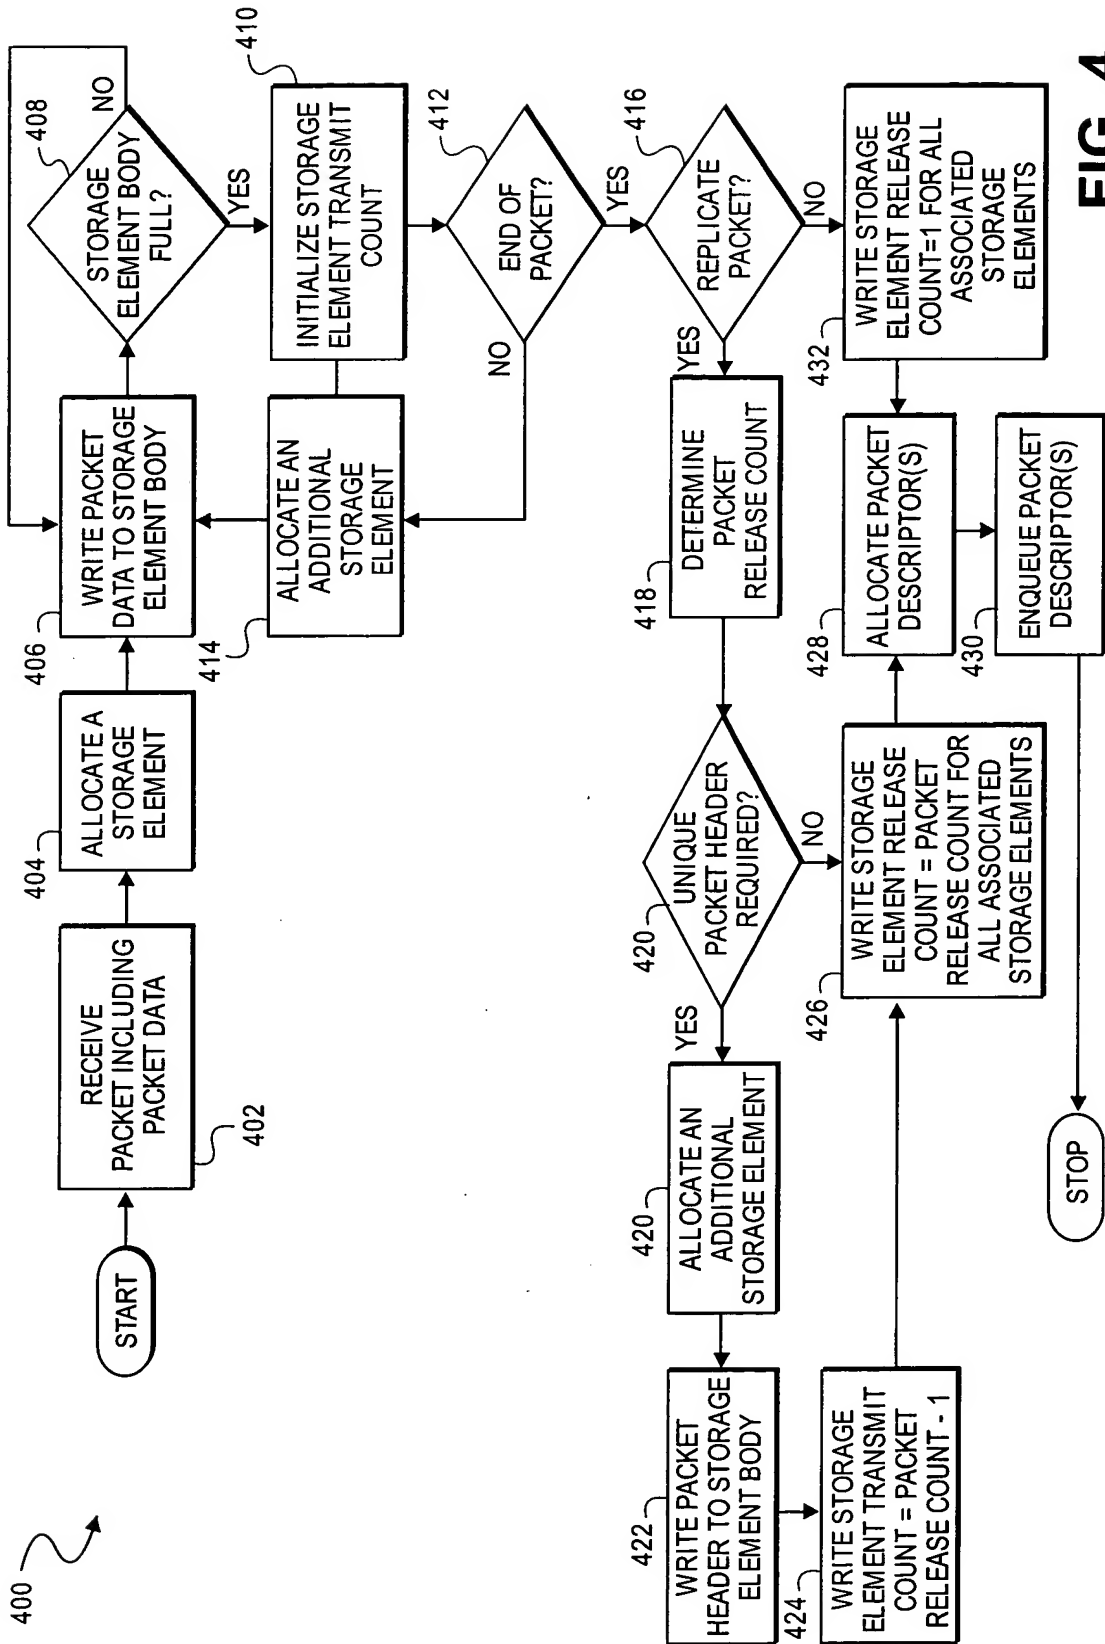 400
START
RECEIVE
PACKET INCLUDING
PACKET DATA
402
404
ALLOCATE A
STORAGE
ELEMENT
406
WRITE PACKET
DATA TO STORAGE
ELEMENT BODY
408
STORAGE
ELEMENT BODY
FULL?
NO
YES
410
INITIALIZE STORAGE
ELEMENT TRANSMIT
COUNT
414
ALLOCATE AN
ADDITIONAL
STORAGE
ELEMENT
412
END OF
PACKET?
NO
YES
416
REPLICATE
PACKET?
YES
NO
418
DETERMINE
PACKET
RELEASE COUNT
432
WRITE STORAGE
ELEMENT RELEASE
COUNT=1 FOR ALL
ASSOCIATED
STORAGE
ELEMENTS
420
UNIQUE
PACKET HEADER
REQUIRED?
YES
NO
420
ALLOCATE AN
ADDITIONAL
STORAGE ELEMENT
422
WRITE PACKET
HEADER TO STORAGE
ELEMENT BODY
424
WRITE STORAGE
ELEMENT TRANSMIT
COUNT = PACKET
RELEASE COUNT - 1
426
WRITE STORAGE
ELEMENT RELEASE
COUNT = PACKET
RELEASE COUNT FOR
ALL ASSOCIATED
STORAGE ELEMENTS
428
ALLOCATE PACKET
DESCRIPTOR(S)
430
ENQUEUE PACKET
DESCRIPTOR(S)
STOP
FIG. 4